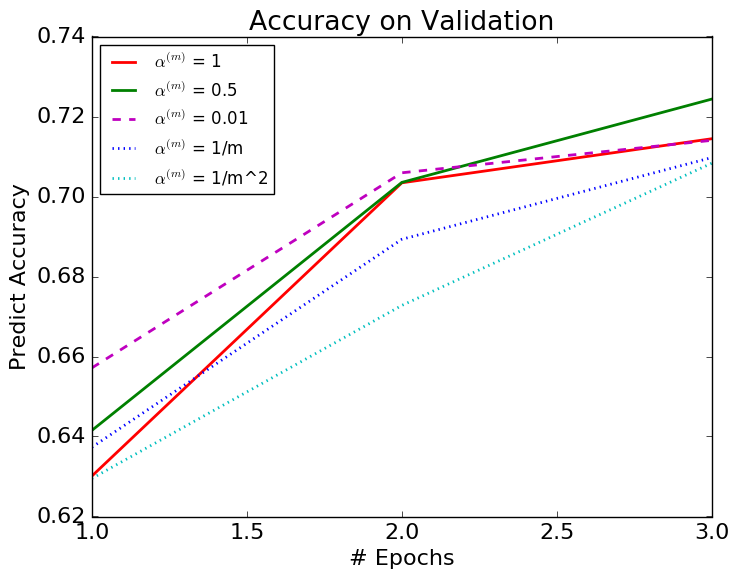 Accuracy on Validation
0.74
0.72
0.70
0.68
0.66
0.64
0.62
Predict Accuracy
α^(m) = 1
α^(m) = 0.5
α^(m) = 0.01
α^(m) = 1/m
α^(m) = 1/m^2
1.0 1.5 2.0 2.5 3.0
# Epochs